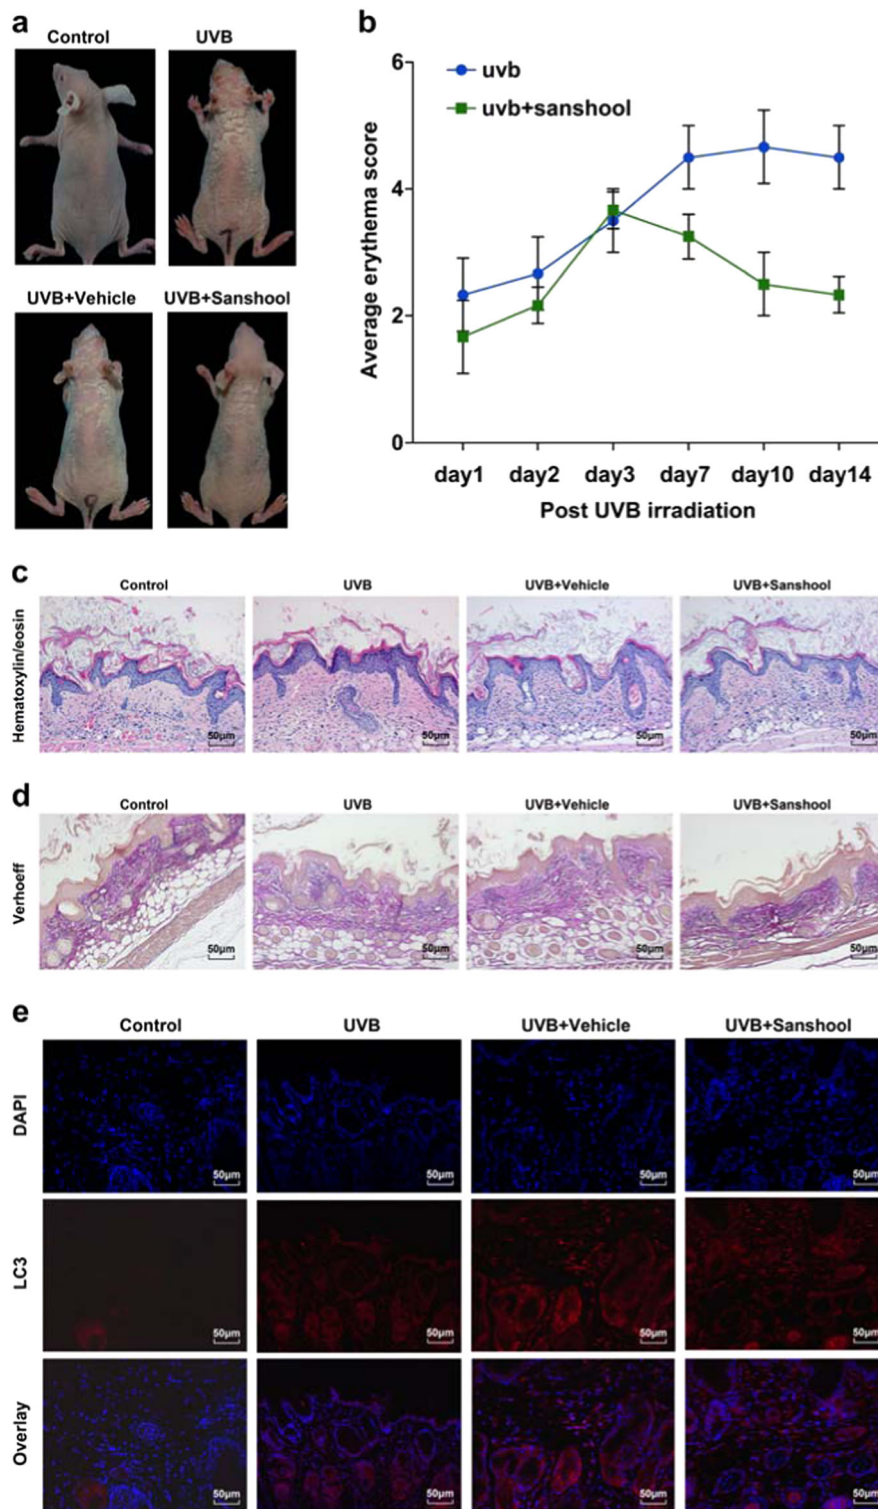 a
Control UVB
UVB+Vehicle UVB+Sanshool
b
6
4
2
0
Average erythema score
uvb
uvb+sanshool
day1 day2 day3 day7 day10 day14
Post UVB irradiation
c
Control UVB UVB+Vehicle UVB+Sanshool
Hematoxylin/eosin
50μm 50μm 50μm 50μm
d
Control UVB UVB+Vehicle UVB+Sanshool
Verhoeff
50μm 50μm 50μm 50μm
e
Control UVB UVB+Vehicle UVB+Sanshool
DAPI
50μm 50μm 50μm 50μm
LC3
50μm 50μm 50μm 50μm
Overlay
50μm 50μm 50μm 50μm